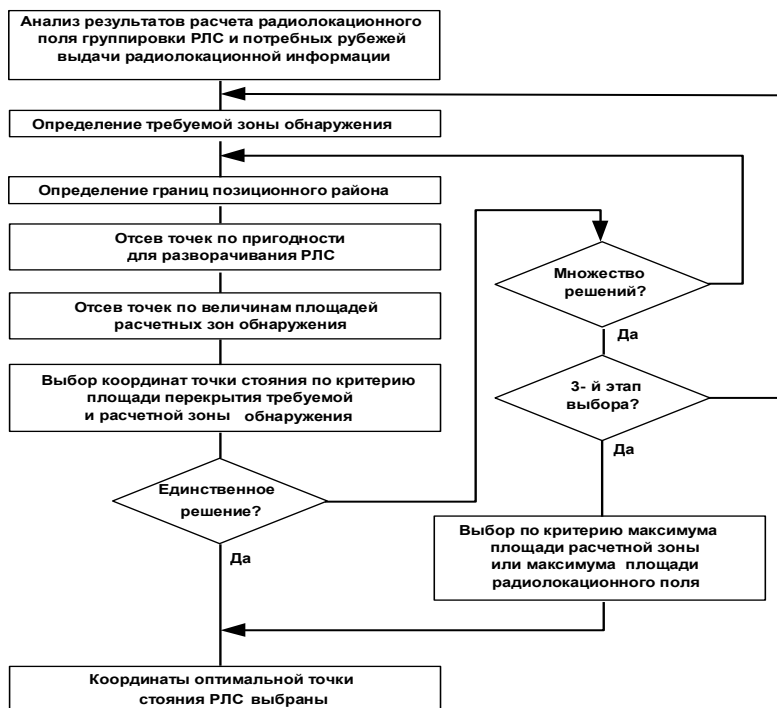 Анализ результатов расчета радиолокационного
поля группировки РЛС и потребных рубежей
выдачи радиолокационной информации
Определение требуемой зоны обнаружения
Определение границ позиционного района
Отсев точек по пригодности
для разворачивания РЛС
Отсев точек по величинам площадей
расчетных зон обнаружения
Выбор координат точки стояния по критерию
площади перекрытия требуемой
и расчетной зоны обнаружения
Единственное
решение?
Да
Множество
решений?
Да
3- й этап
выбора?
Да
Выбор по критерию максимума
площади расчетной зоны
или максимума площади
радиолокационного поля
Координаты оптимальной точки
стояния РЛС выбраны